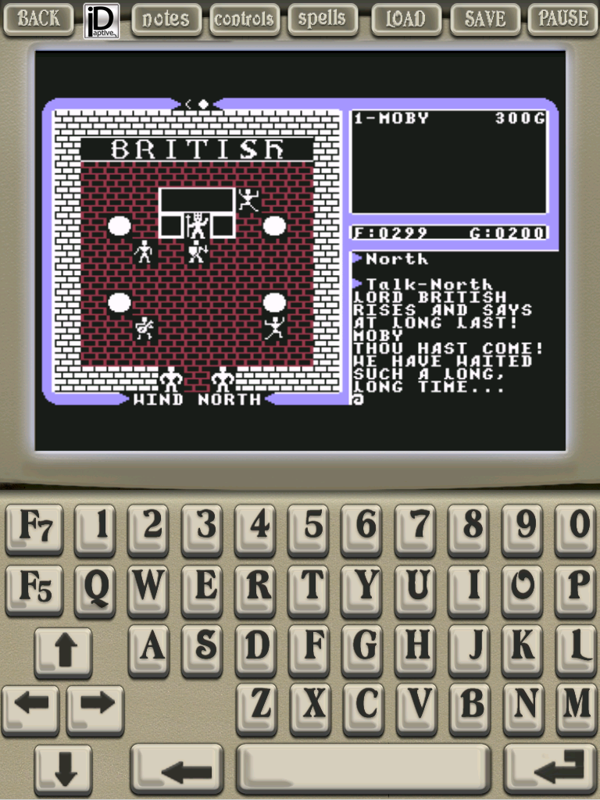 BACK iD notes controls spells LOAD SAVE PAUSE
aptive
BRITISH
WIND NORTH
1-MOBY 300G
F:0299 G:0200
North
Talk-North
LORD BRITISH
RISES AND SAYS
AT LONG LAST!
MOBY
THOU HAST COME!
WE HAVE WAITED
SUCH A LONG,
LONG TIME...
F7 1 2 3 4 5 6 7 8 9 0
F5 Q W E R T Y U I O P
A S D F G H J K L
Z X C V B N M